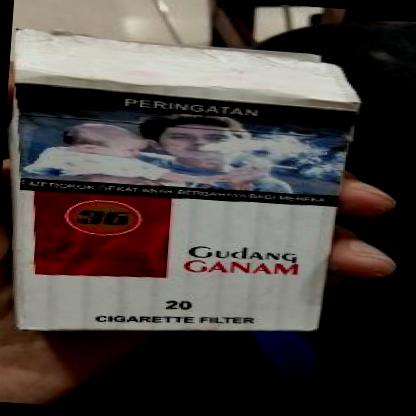 PERINGATAN
MEROKOK DEKAT ANAK BERBAHAYA BAGI MEREKA
36
Gudang
GANAM
20
CIGARETTE FILTER